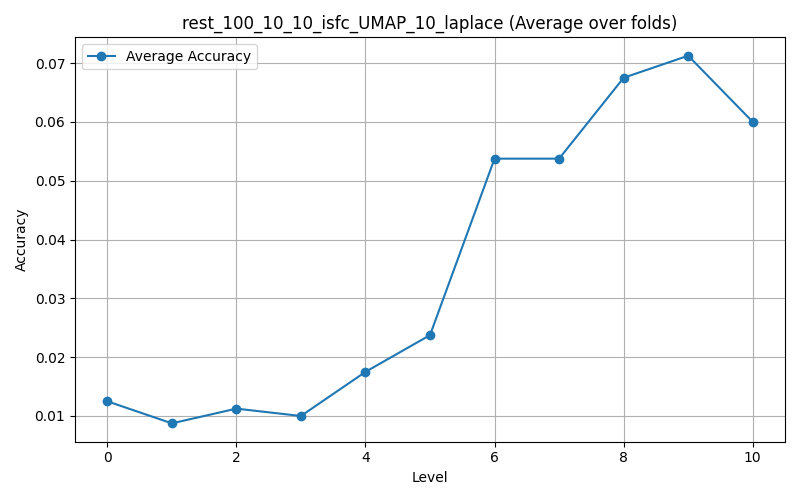 rest_100_10_10_isfc_UMAP_10_laplace (Average over folds)
Average Accuracy
0.07
0.06
0.05
0.04
0.03
0.02
0.01
Accuracy
0 2 4 6 8 10
Level